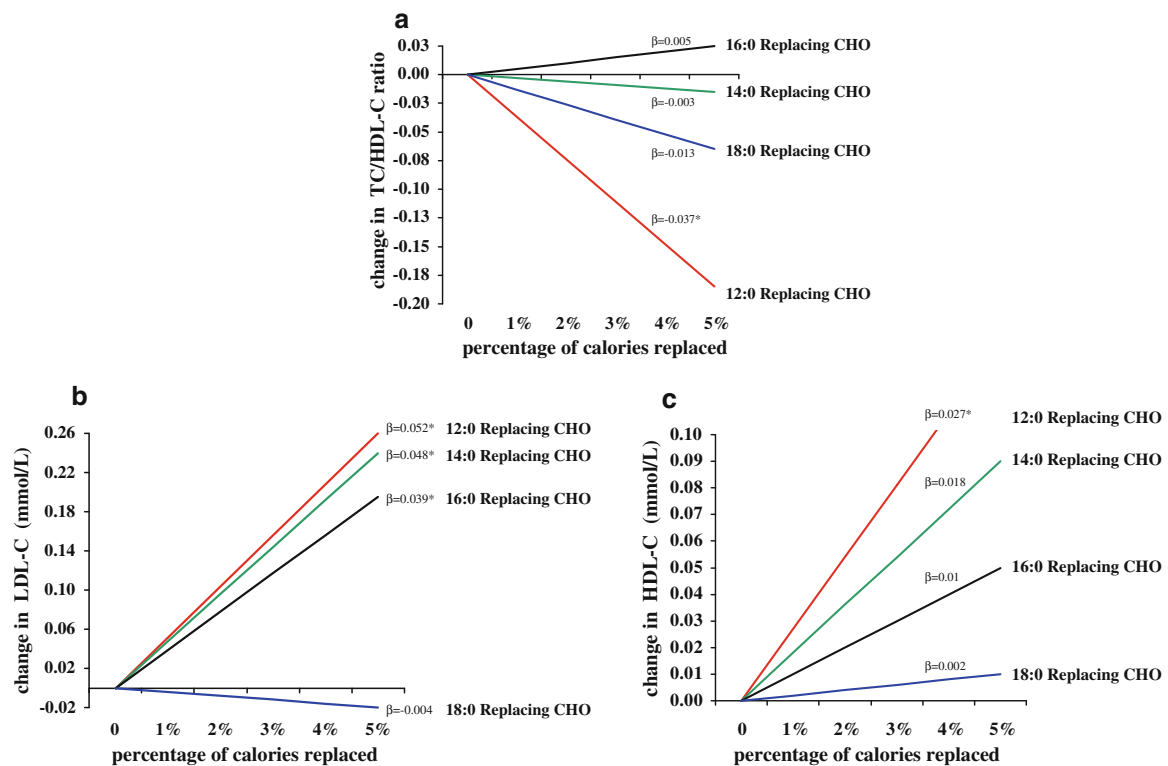 a
change in TC/HDL-C ratio
0.03
0.00
-0.03
-0.05
-0.08
-0.10
-0.13
-0.15
-0.18
-0.20
β=0.005
16:0 Replacing CHO
β=-0.003
14:0 Replacing CHO
β=-0.013
18:0 Replacing CHO
β=-0.037*
12:0 Replacing CHO
0 1% 2% 3% 4% 5%
percentage of calories replaced
b
change in LDL-C (mmol/L)
0.26
0.22
0.18
0.14
0.10
0.06
0.02
-0.02
β=0.052* 12:0 Replacing CHO
β=0.048* 14:0 Replacing CHO
β=0.039* 16:0 Replacing CHO
β=-0.004 18:0 Replacing CHO
0 1% 2% 3% 4% 5%
percentage of calories replaced
c
change in HDL-C (mmol/L)
0.10
0.09
0.08
0.07
0.06
0.05
0.04
0.03
0.02
0.01
0.00
β=0.027* 12:0 Replacing CHO
14:0 Replacing CHO
β=0.018
16:0 Replacing CHO
β=0.01
β=0.002
18:0 Replacing CHO
0 1% 2% 3% 4% 5%
percentage of calories replaced